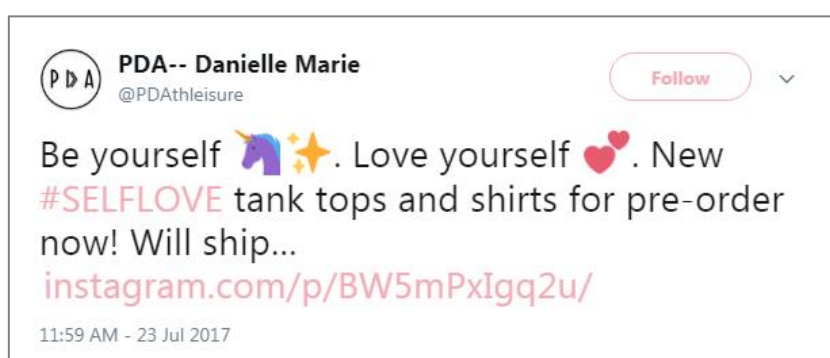 PDA
PDA-- Danielle Marie
@PDAthleisure
Follow
Be yourself 🦄✨. Love yourself 💕. New
#SELFLOVE tank tops and shirts for pre-order
now! Will ship...
instagram.com/p/BW5mPxIgq2u/
11:59 AM - 23 Jul 2017